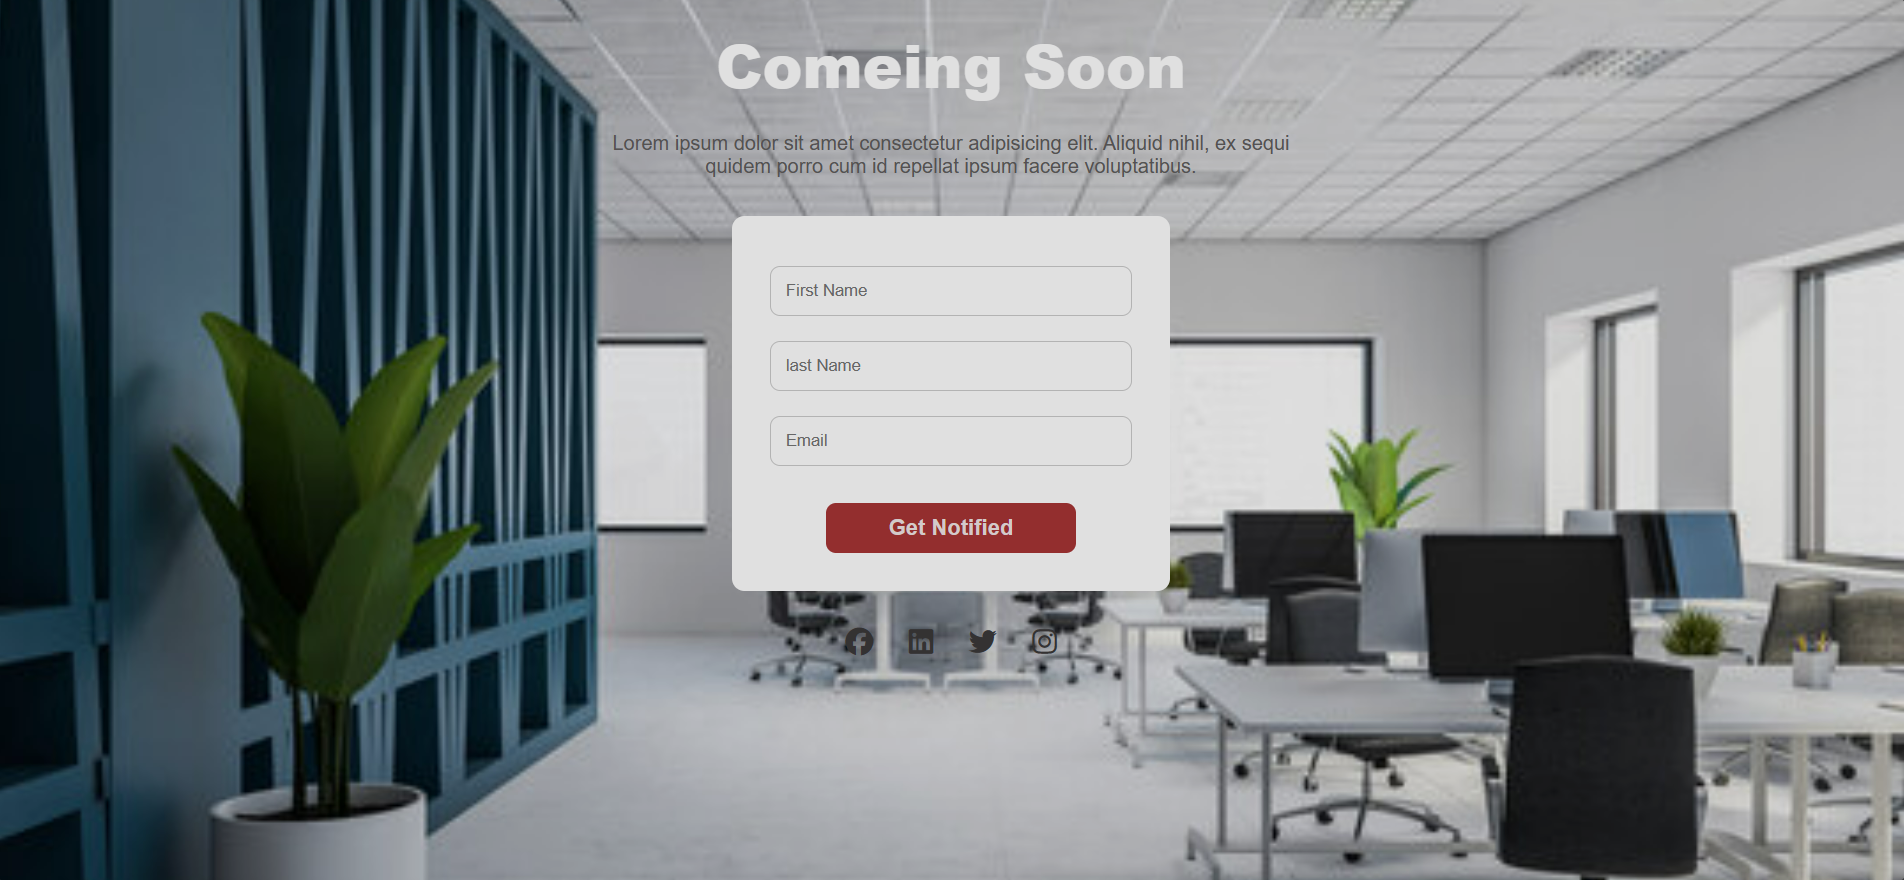 Comeing Soon
Lorem ipsum dolor sit amet consectetur adipisicing elit. Aliquid nihil, ex sequi
quidem porro cum id repellat ipsum facere voluptatibus.
First Name
last Name
Email
Get Notified